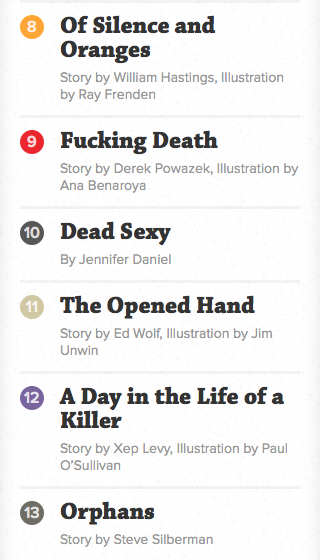 8
Of Silence and
Oranges
Story by William Hastings, Illustration
by Ray Frenden
9
Fucking Death
Story by Derek Powazek, Illustration by
Ana Benaroya
10
Dead Sexy
By Jennifer Daniel
11
The Opened Hand
Story by Ed Wolf, Illustration by Jim
Unwin
12
A Day in the Life of a
Killer
Story by Xep Levy, Illustration by Paul
O'Sullivan
13
Orphans
Story by Steve Silberman